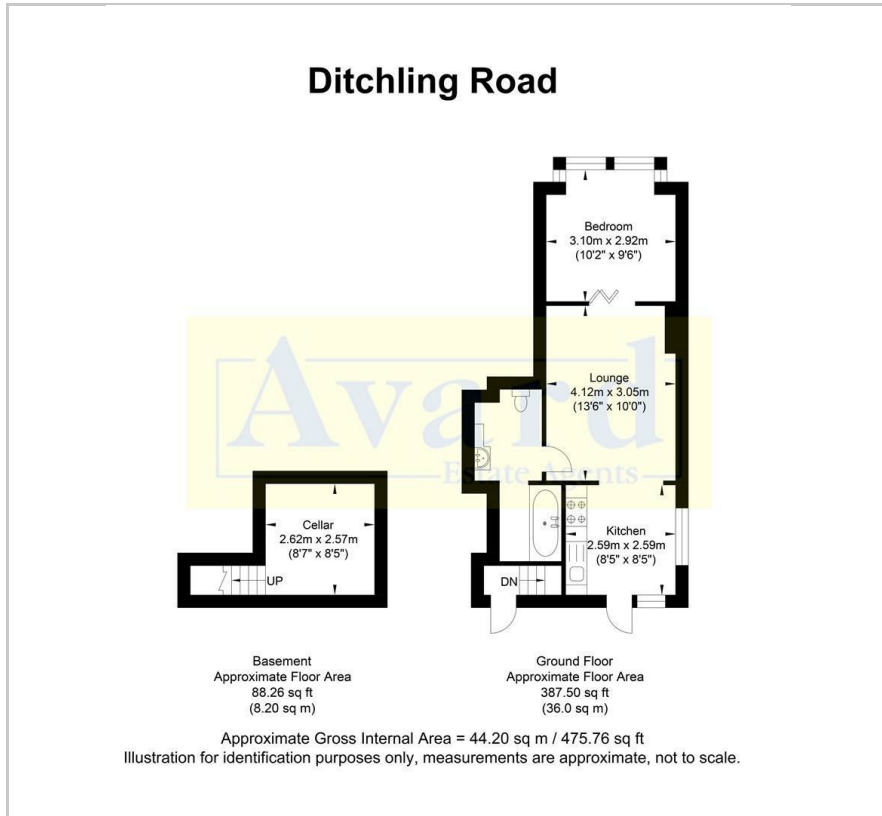 Ditchling Road
Bedroom
3.10m x 2.92m
(10'2" x 9'6")
Lounge
4.12m x 3.05m
(13'6" x 10'0")
Avard
Estate Agents
Cellar
2.62m x 2.57m
(8'7" x 8'5")
UP
Kitchen
2.59m x 2.59m
(8'5" x 8'5")
DN
Basement
Approximate Floor Area
88.26 sq ft
(8.20 sq m)
Ground Floor
Approximate Floor Area
387.50 sq ft
(36.0 sq m)
Approximate Gross Internal Area = 44.20 sq m / 475.76 sq ft
Illustration for identification purposes only, measurements are approximate, not to scale.